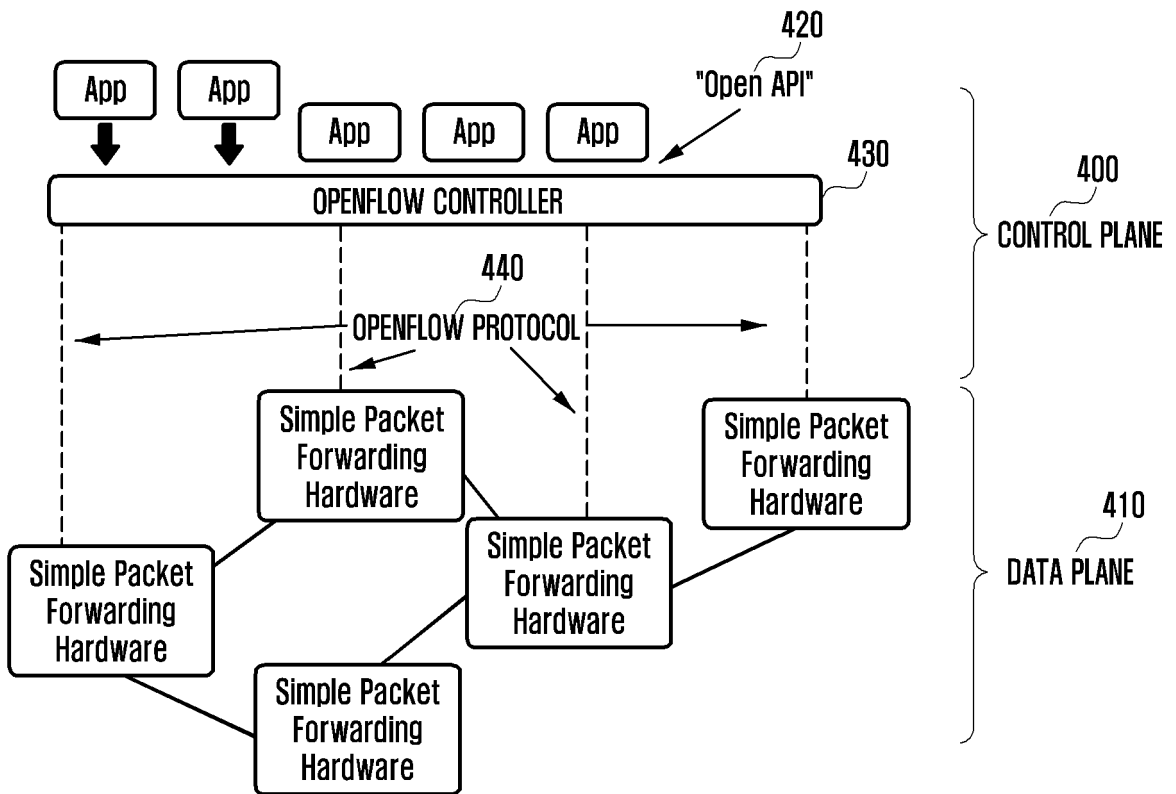 420
App
App
"Open API"
App
App
App
430
OPENFLOW CONTROLLER
400
CONTROL PLANE
440
OPENFLOW PROTOCOL
Simple Packet
Forwarding
Hardware
Simple Packet
Forwarding
Hardware
410
DATA PLANE
Simple Packet
Forwarding
Hardware
Simple Packet
Forwarding
Hardware
Simple Packet
Forwarding
Hardware